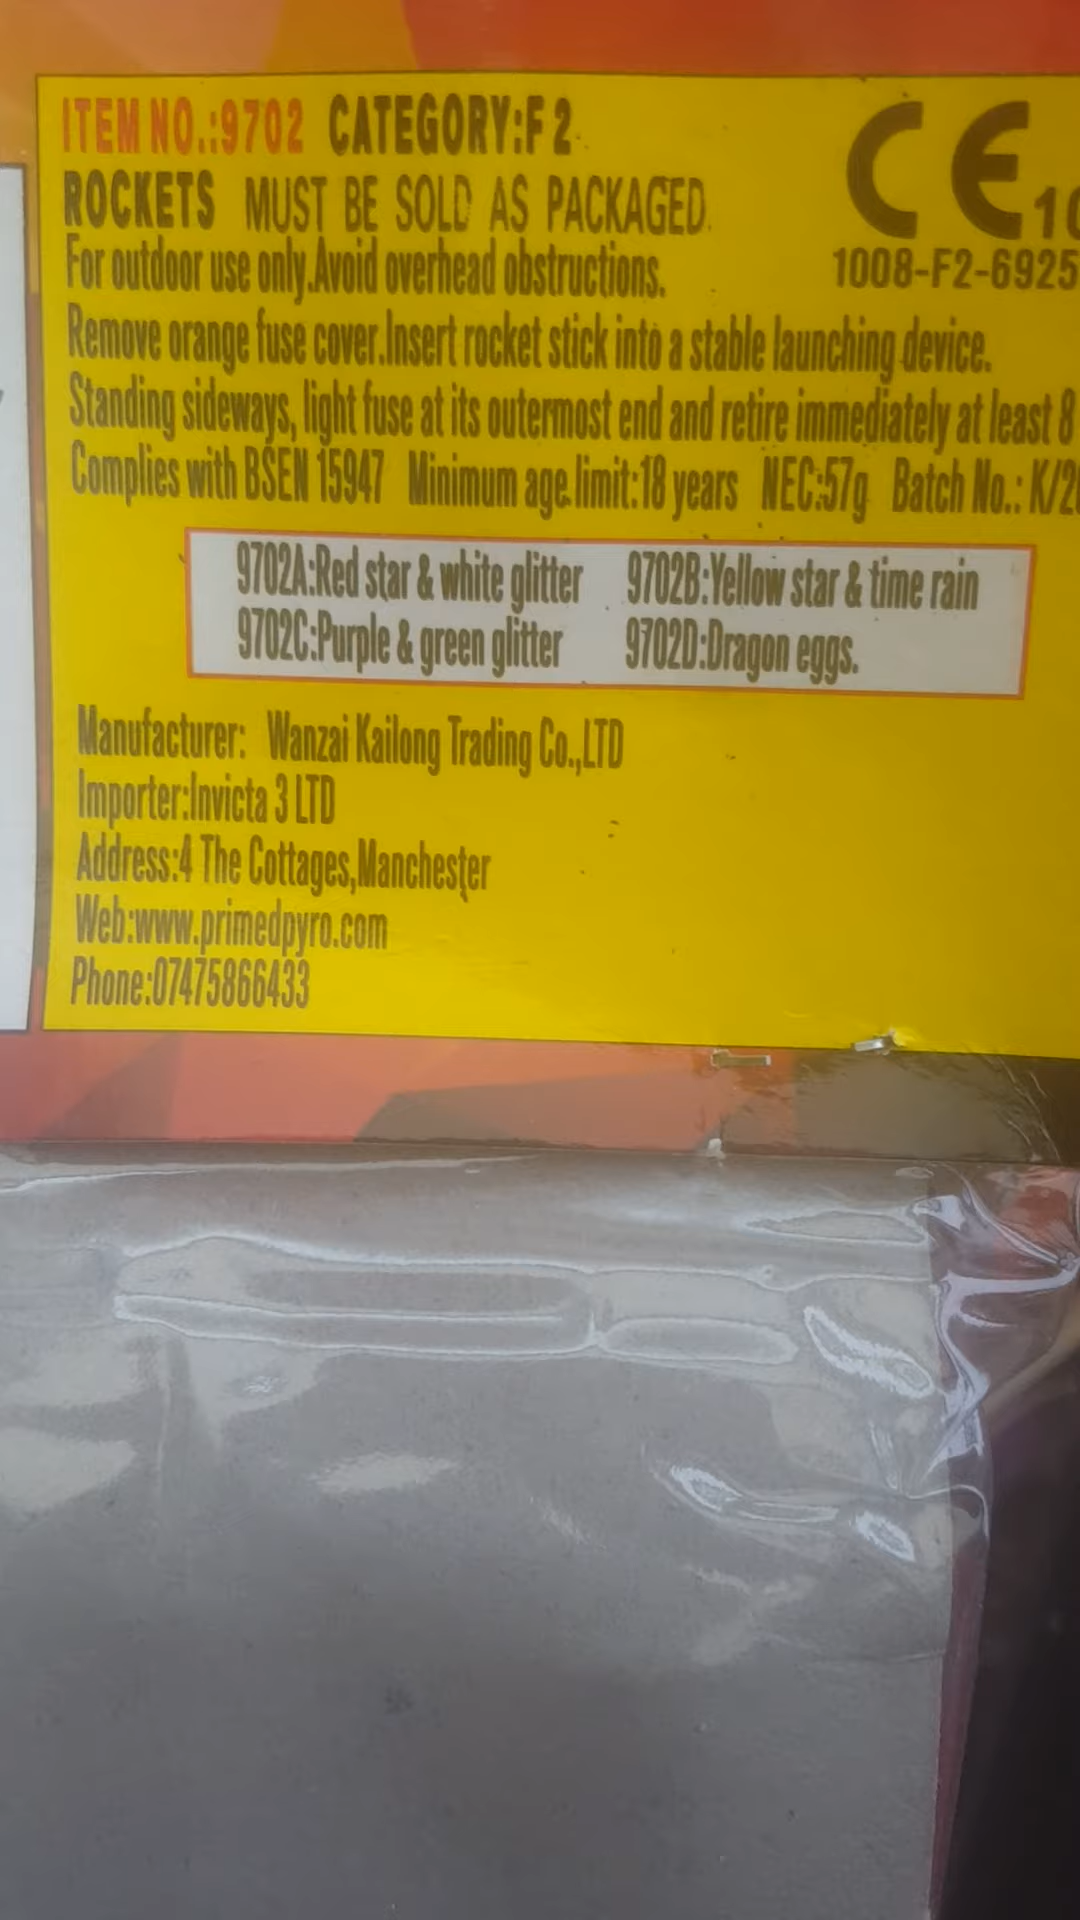 ITEM NO.:9702 CATEGORY:F 2
CE10
ROCKETS MUST BE SOLD AS PACKAGED.
1008-F2-6925
For outdoor use only.Avoid overhead obstructions.
Remove orange fuse cover.Insert rocket stick into a stable launching device.
Standing sideways, light fuse at its outermost end and retire immediately at least 8
Complies with BSEN 15947 Minimum age limit:18 years NEC:57g Batch No.: K/2
9702A:Red star & white glitter 9702B:Yellow star & time rain
9702C:Purple & green glitter 9702D:Dragon eggs.
Manufacturer: Wanzai Kailong Trading Co.,LTD
Importer:Invicta 3 LTD
Address:4 The Cottages,Manchester
Web:www.primedpyro.com
Phone:07475866433